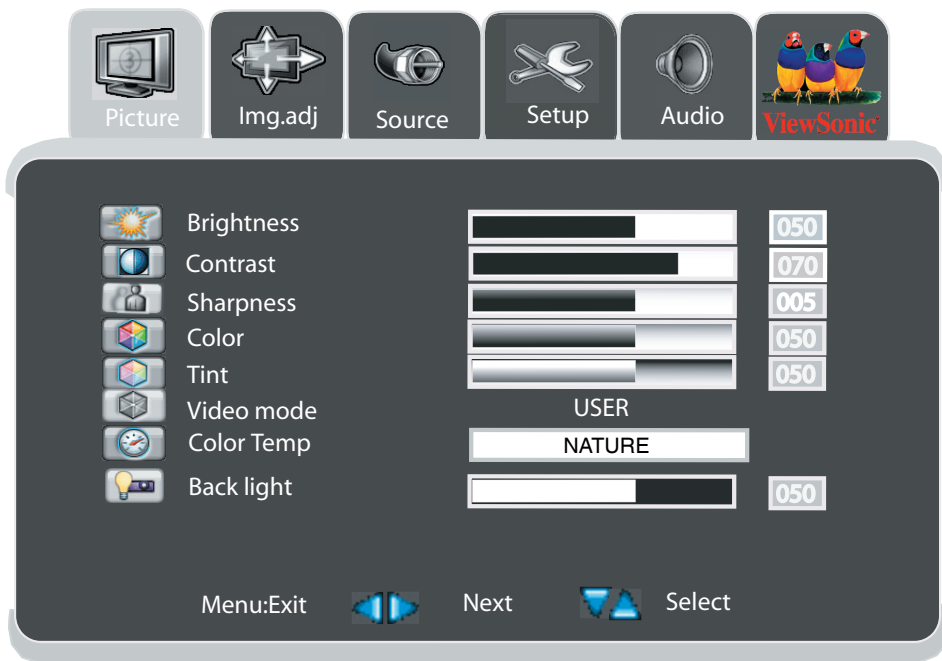 Picture
Img.adj
Source
Setup
Audio
ViewSonic
Brightness 050
Contrast 070
Sharpness 005
Color 050
Tint 050
Video mode USER
Color Temp NATURE
Back light 050
Menu:Exit Next Select